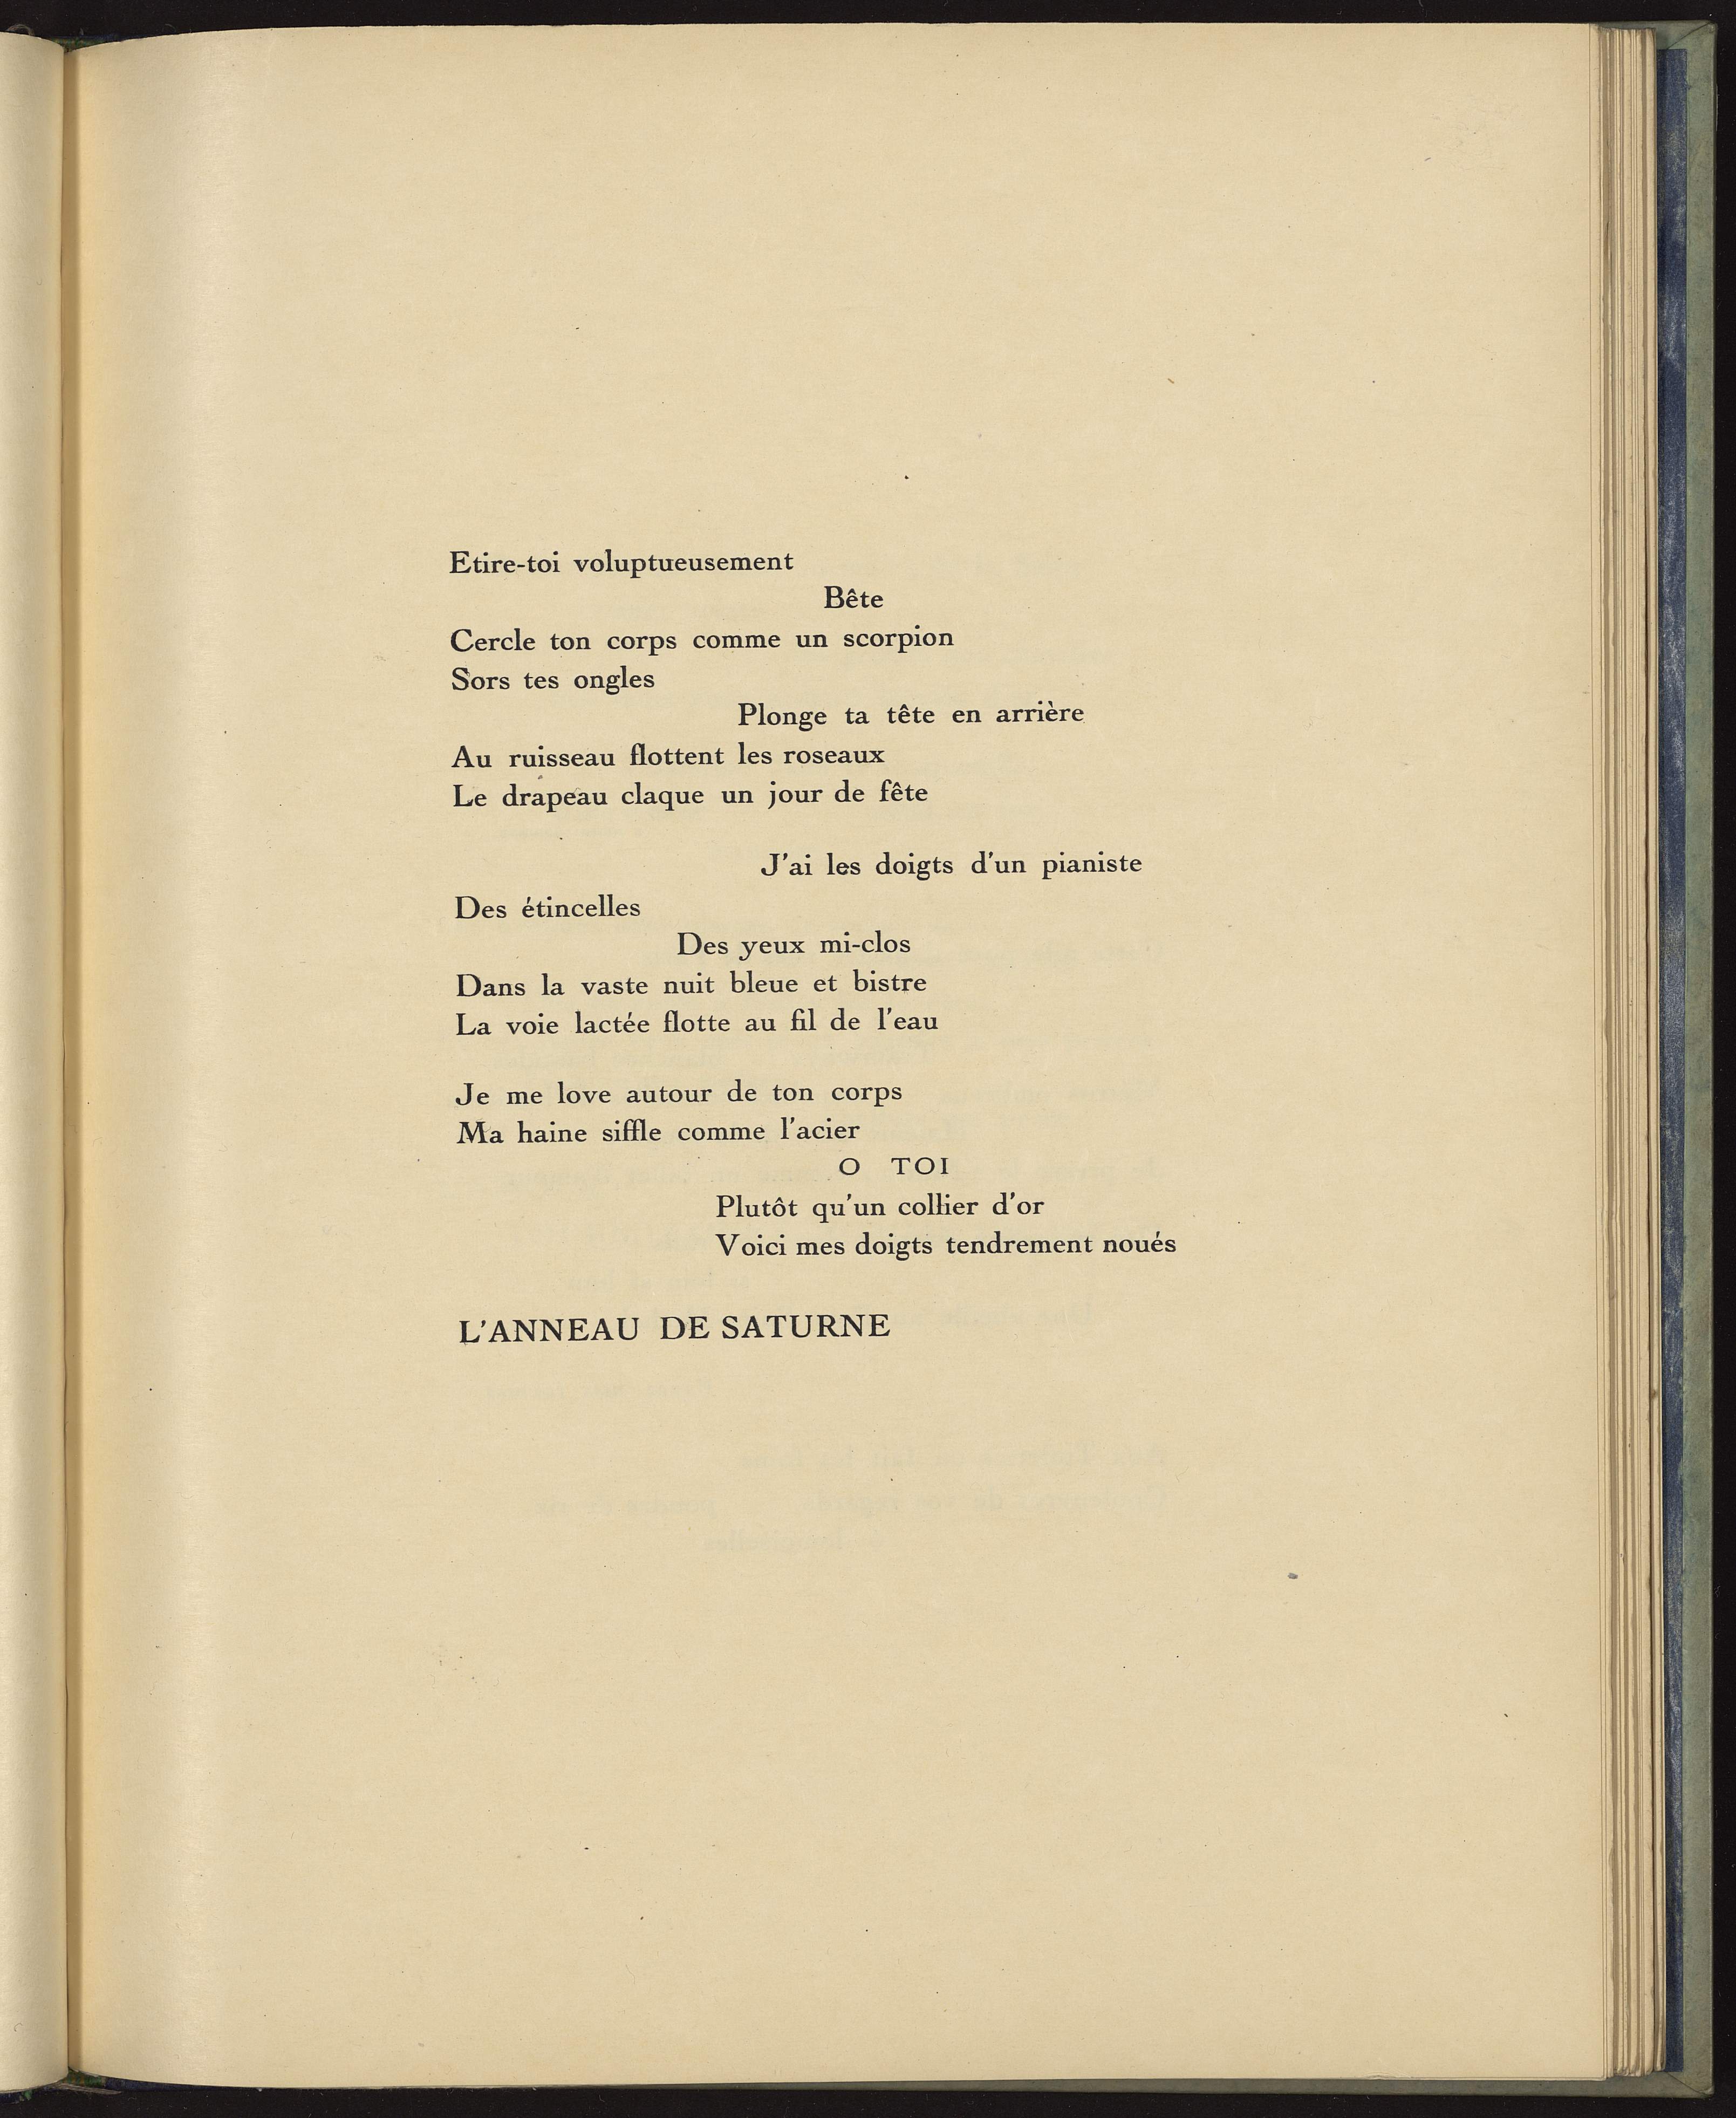 Etire-toi voluptueusement
Bête
Cercle ton corps comme un scorpion
Sors tes ongles
Plonge ta tête en arrière
Au ruisseau flottent les roseaux
Le drapeau claque un jour de fête
J'ai les doigts d'un pianiste
Des étincelles
Des yeux mi-clos
Dans la vaste nuit bleue et bistre
La voie lactée flotte au fil de l'eau
Je me love autour de ton corps
Ma haine siffle comme l'acier
O TOI
Plutôt qu'un collier d'or
Voici mes doigts tendrement noués
L'ANNEAU DE SATURNE